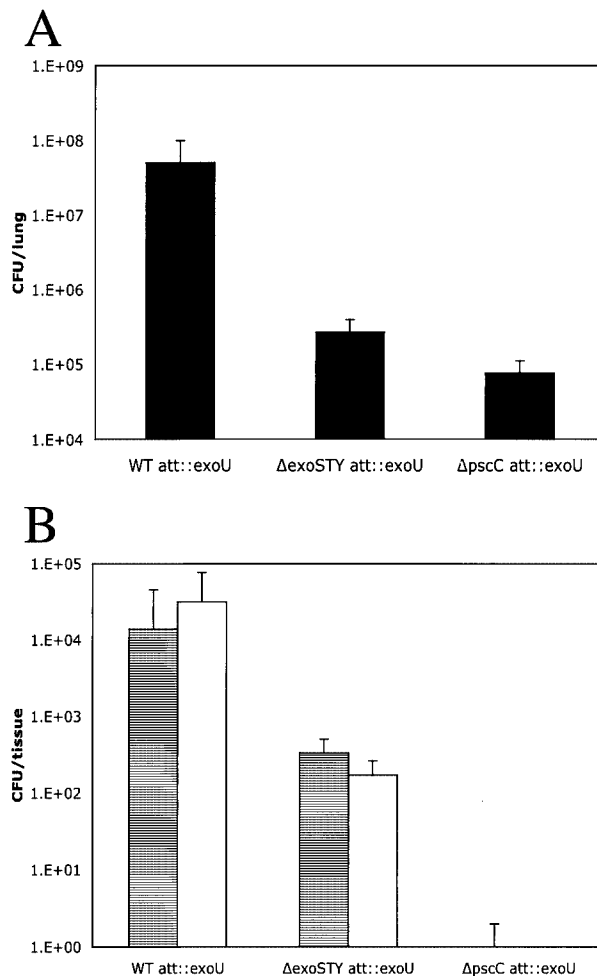 A
1.E+09
1.E+08
1.E+07
1.E+06
1.E+05
1.E+04
CFU/lung
WT att::exoU
ΔexoSTY att::exoU
ΔpscC att::exoU
B
1.E+05
1.E+04
1.E+03
1.E+02
1.E+01
1.E+00
CFU/tissue
WT att::exoU
ΔexoSTY att::exoU
ΔpscC att::exoU